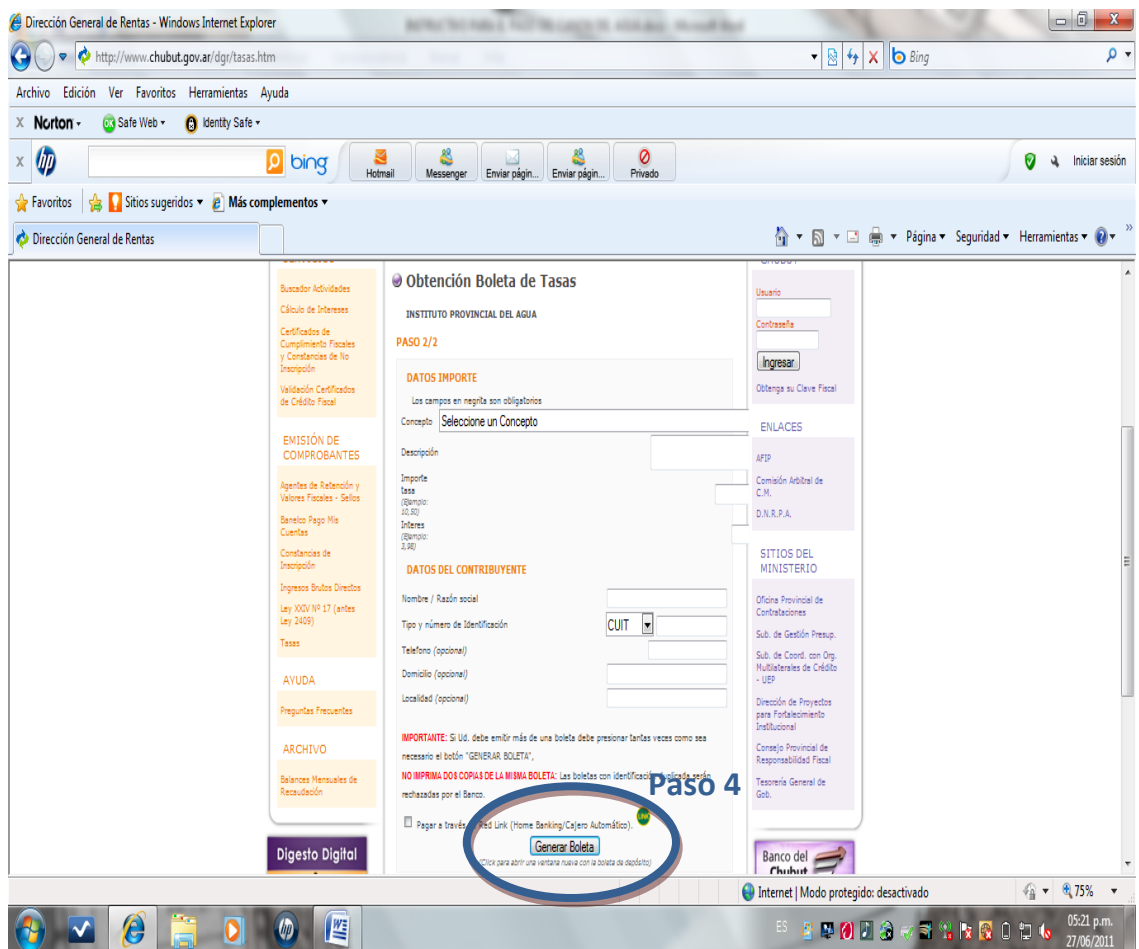 Dirección General de Rentas - Windows Internet Explorer
http://www.chubut.gov.ar/dgr/tasas.htm
Bing
Archivo Edición Ver Favoritos Herramientas Ayuda
X Norton - OK Safe Web Identity Safe
x hp bing Hotmail Messenger Enviar págin... Enviar págin... Privado Iniciar sesión
Favoritos Sitios sugeridos Más complementos
Dirección General de Rentas
Página Seguridad Herramientas »
Buscador Actividades
Cálculo de Intereses
Certificados de
Cumplimiento Fiscales
y Constancias de No
Inscripción
Validación Certificados
de Crédito Fiscal
EMISIÓN DE
COMPROBANTES
Agentes de Retención y
Valores Fiscales - Sellos
Banelco Pago Mis
Cuentas
Constancias de
Inscripción
Ingresos Brutos Directos
Ley XXIV Nº 17 (antes
Ley 2409)
Tasas
AYUDA
Preguntas Frecuentes
ARCHIVO
Balances Mensuales de
Recaudación
Digesto Digital
Obtención Boleta de Tasas
INSTITUTO PROVINCIAL DEL AGUA
PASO 2/2
DATOS IMPORTE
Los campos en negrita son obligatorios
Concepto Seleccione un Concepto
Descripción
Importe
tasa
(Ejemplo:
10,50)
Interes
(Ejemplo:
3,98)
DATOS DEL CONTRIBUYENTE
Nombre / Razón social
Tipo y número de Identificación CUIT
Telefono (opcional)
Domicilio (opcional)
Localidad (opcional)
IMPORTANTE: Si Ud. debe emitir más de una boleta debe presionar tantas veces como sea
necesario el botón "GENERAR BOLETA",
NO IMPRIMA DOS COPIAS DE LA MISMA BOLETA: Las boletas con identificación duplicada serán
rechazadas por el Banco.
Paso 4
Pagar a través Red Link (Home Banking/Cajero Automático). LINK
Generar Boleta
(Click para abrir una ventana nueva con la boleta de depósito)
CHUBUT
Usuario
Contraseña
Ingresar
Obtenga su Clave Fiscal
ENLACES
AFIP
Comisión Arbitral de
C.M.
D.N.R.P.A.
SITIOS DEL
MINISTERIO
Oficina Provincial de
Contrataciones
Sub. de Gestión Presup.
Sub. de Coord. con Org.
Multilaterales de Crédito
- UEP
Dirección de Proyectos
para Fortalecimiento
Institucional
Consejo Provincial de
Responsabilidad Fiscal
Tesorería General de
Gob.
Banco del
Chubut
Internet | Modo protegido: desactivado 75%
ES 05:21 p.m.
27/06/2011